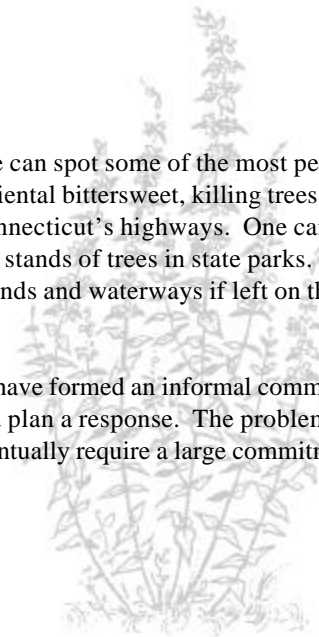 e can spot some of the most pe
iental bittersweet, killing trees
nnecticut's highways. One ca
stands of trees in state parks.
nds and waterways if left on th
have formed an informal comm
plan a response. The problem
ntually require a large commit